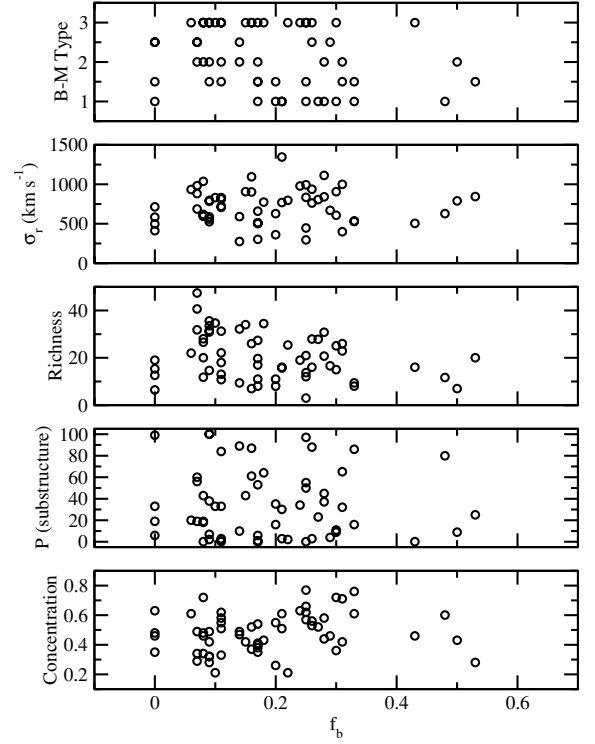 3
2
1
B-M Type
1500
1000
500
0
σr (km s-1)
40
20
0
Richness
100
80
60
40
20
0
P (substructure)
0.8
0.6
0.4
0.2
Concentration
0 0.2 0.4 0.6
fb